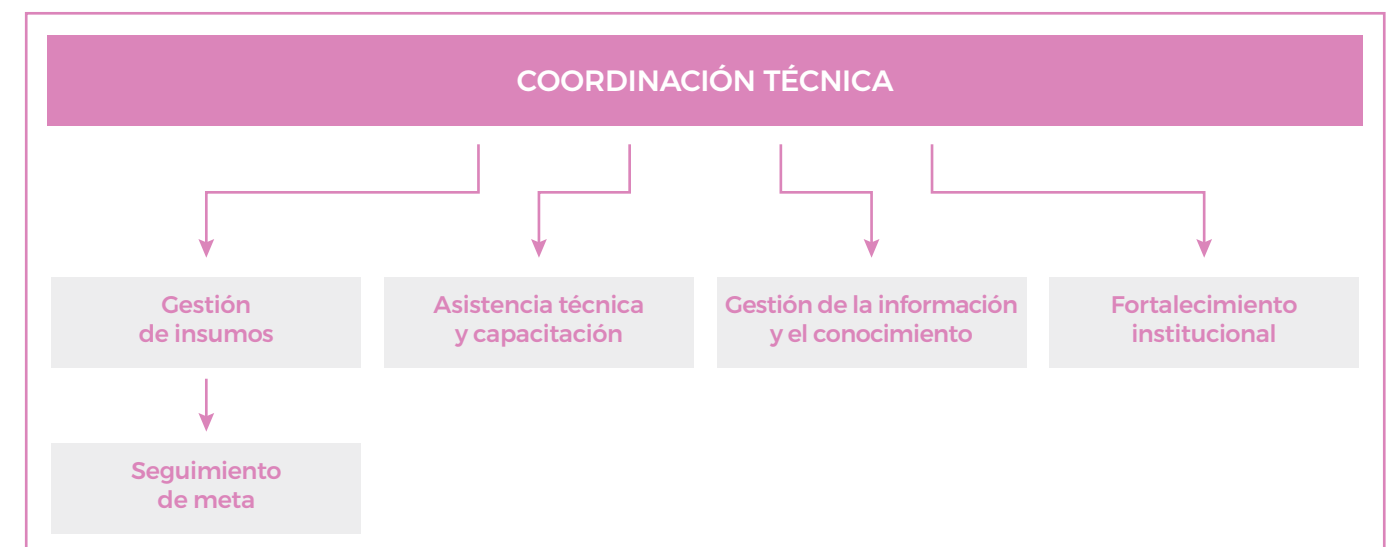 COORDINACIÓN TÉCNICA
Gestión
de insumos
Asistencia técnica
y capacitación
Gestión de la información
y el conocimiento
Fortalecimiento
institucional
Seguimiento
de meta